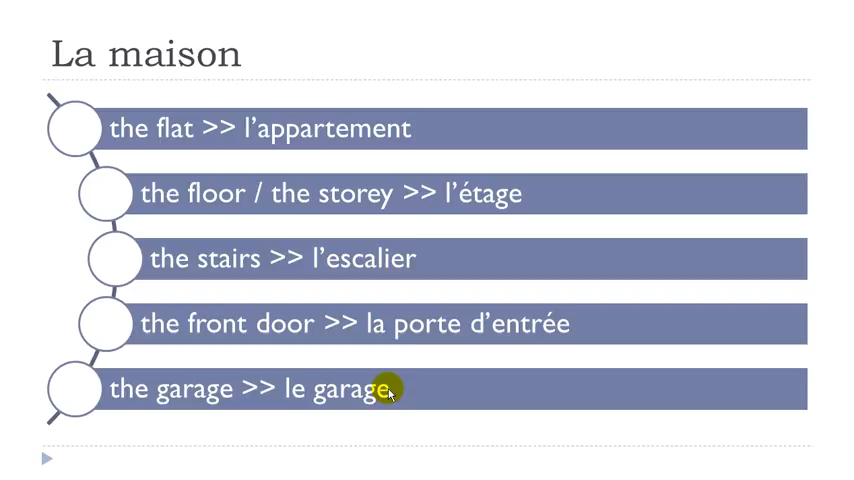 La maison
the flat >> l’appartement
the floor / the storey >> l’étage
the stairs >> l’escalier
the front door >> la porte d’entrée
the garage >> le garage